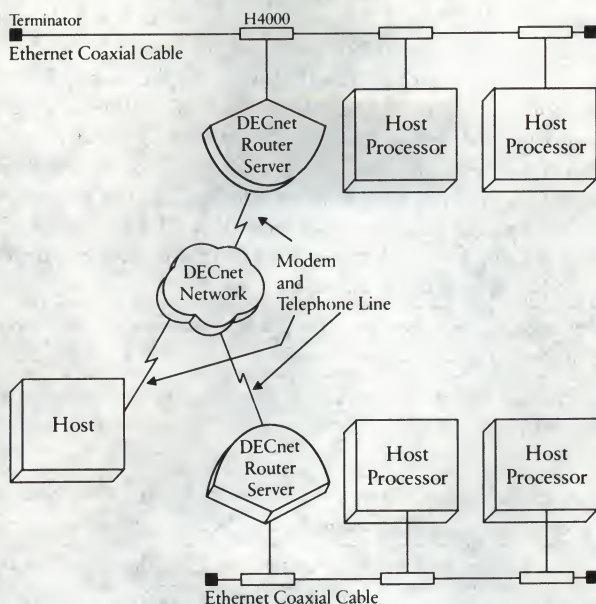 Terminator
H4000
Ethernet Coaxial Cable
DECnet
Router
Server
Host
Processor
Host
Processor
DECnet
Network
Modem
and
Telephone Line
Host
DECnet
Router
Server
Host
Processor
Host
Processor
Ethernet Coaxial Cable